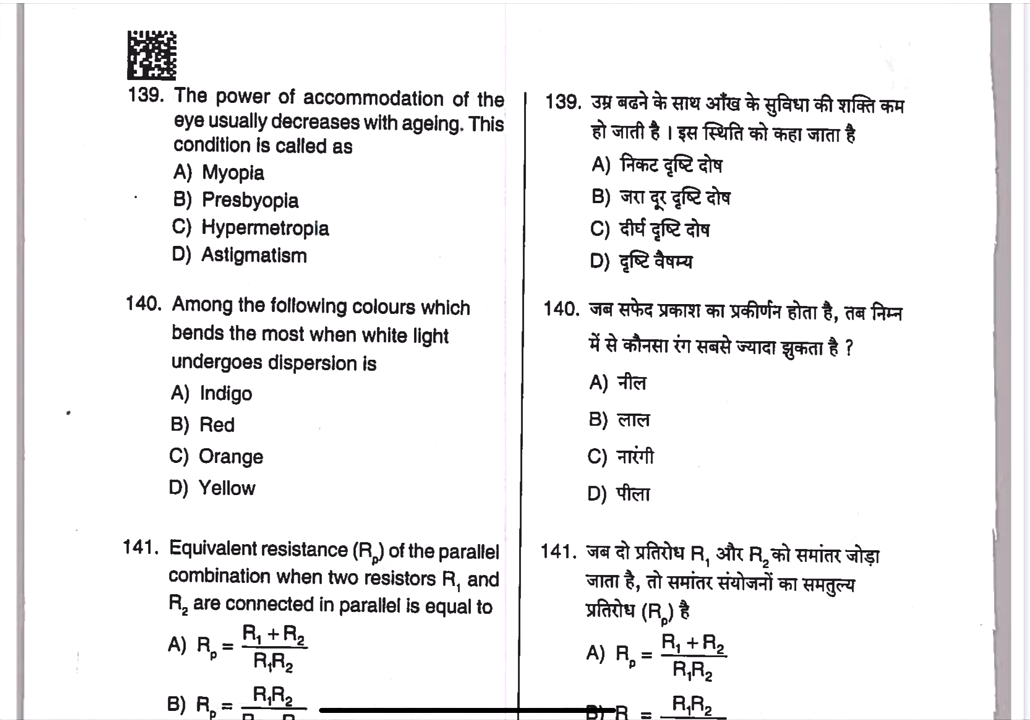 139. The power of accommodation of the
eye usually decreases with ageing. This
condition is called as
A) Myopia
B) Presbyopia
C) Hypermetropia
D) Astigmatism
140. Among the following colours which
bends the most when white light
undergoes dispersion is
A) Indigo
B) Red
C) Orange
D) Yellow
141. Equivalent resistance (Rₚ) of the parallel
combination when two resistors R₁ and
R₂ are connected in parallel is equal to
A) Rₚ = R₁ + R₂ / R₁R₂
B) Rₚ = R₁R₂
139. उम्र बढने के साथ आँख के सुविधा की शक्ति कम
हो जाती है । इस स्थिति को कहा जाता है
A) निकट दृष्टि दोष
B) जरा दूर दृष्टि दोष
C) दीर्घ दृष्टि दोष
D) दृष्टि वैषम्य
140. जब सफेद प्रकाश का प्रकीर्णन होता है, तब निम्न
में से कौनसा रंग सबसे ज्यादा झुकता है ?
A) नील
B) लाल
C) नारंगी
D) पीला
141. जब दो प्रतिरोध R₁ और R₂ को समांतर जोड़ा
जाता है, तो समांतर संयोजनों का समतुल्य
प्रतिरोध (Rₚ) है
A) Rₚ = R₁ + R₂ / R₁R₂
B) R = R₁R₂